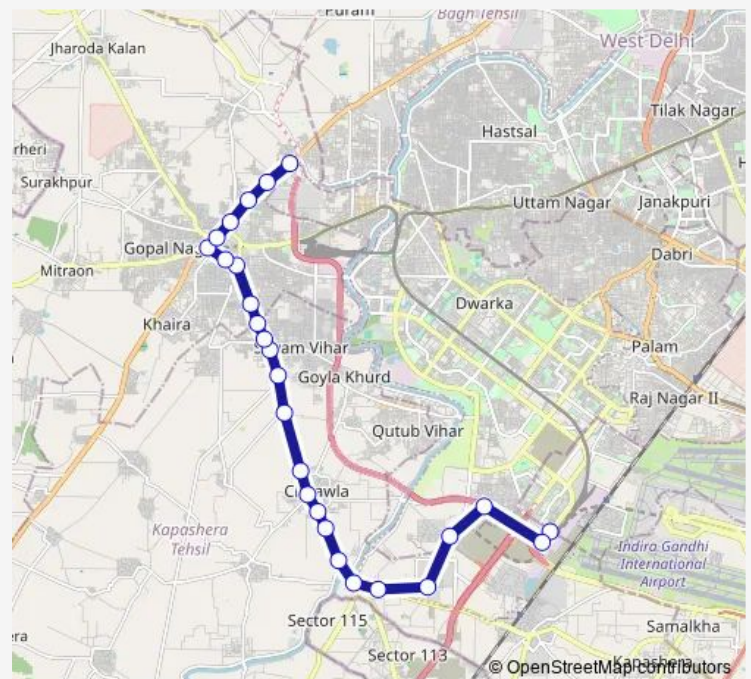 Puram
Bagh Tehsil
Jharoda Kalan
West Delhi
Tilak Nagar
Hastsal
rheri
Surakhpur
Uttam Nagar
Janakpuri
Gopal Na
Dabri
Mitraon
Dwarka
Khaira
am Vihar
Palam
Goyla Khurd
Raj Nagar II
Qutub Vihar
awla
Kapashera
Tehsil
Indira Gandhi
International
Airport
Sector 115
Samalkha
era
Sector 113
Kapashera
© OpenStreetMap contributors